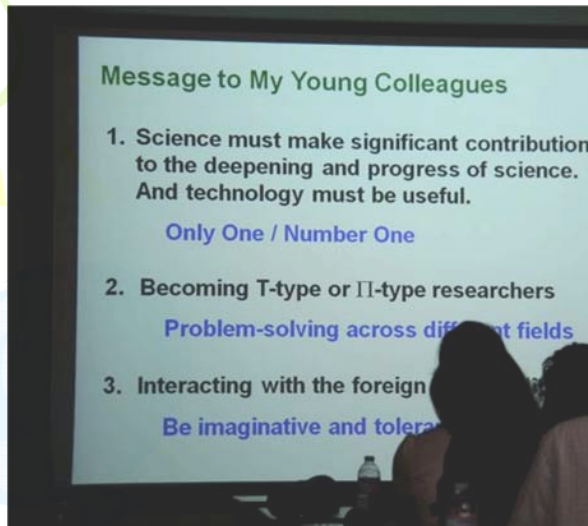 Message to My Young Colleagues
1. Science must make significant contribution
to the deepening and progress of science.
And technology must be useful.
Only One / Number One
2. Becoming T-type or Π-type researchers
Problem-solving across fields
3. Interacting with the foreign
Be imaginative and